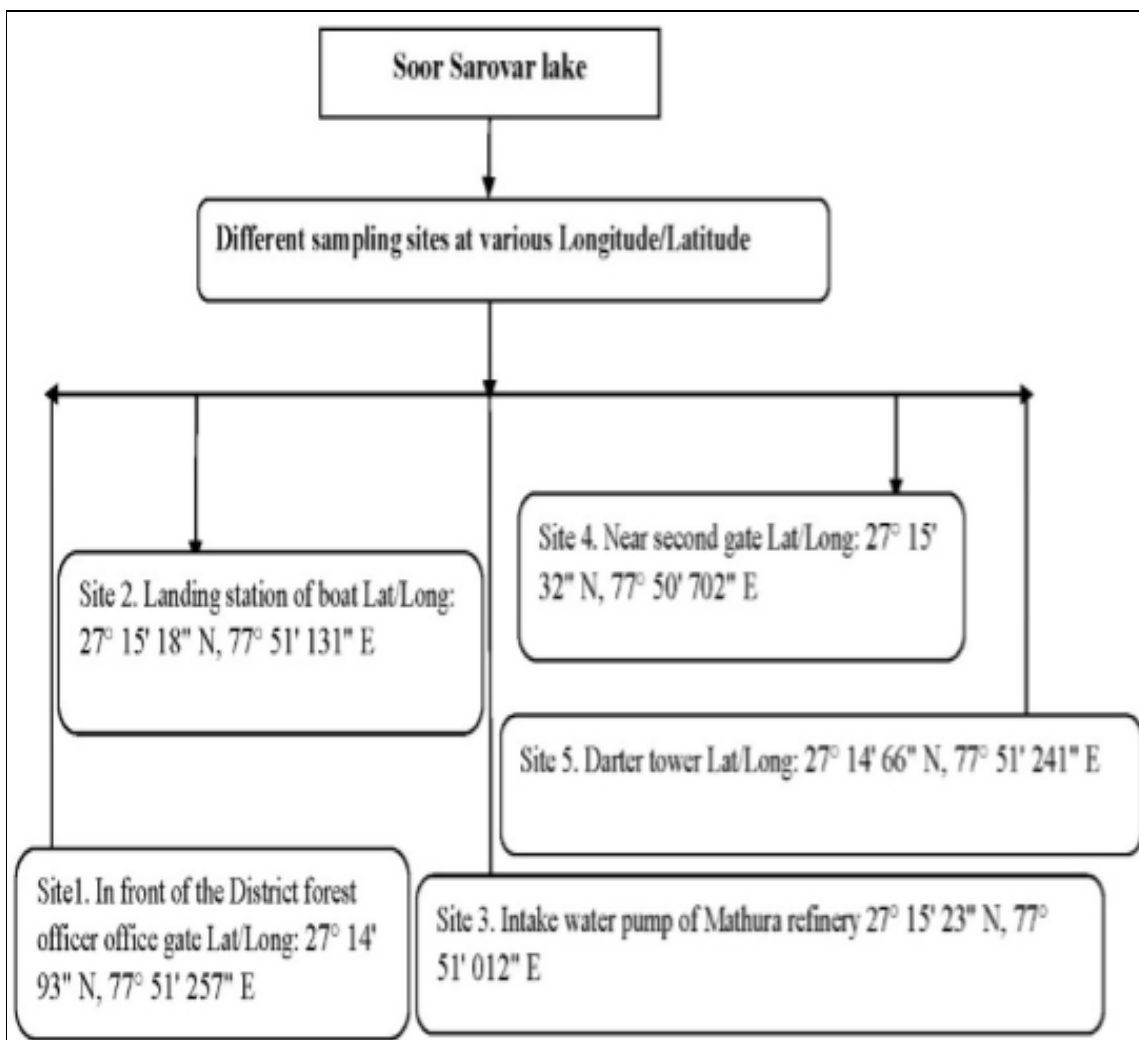 Soor Sarovar lake
Different sampling sites at various Longitude/Latitude
Site 4. Near second gate Lat/Long: 27° 15'
32" N, 77° 50' 702" E
Site 2. Landing station of boat Lat/Long:
27° 15' 18" N, 77° 51' 131" E
Site 5. Darter tower Lat/Long: 27° 14' 66" N, 77° 51' 241" E
Site1. In front of the District forest
officer office gate Lat/Long: 27° 14'
93" N, 77° 51' 257" E
Site 3. Intake water pump of Mathura refinery 27° 15' 23" N, 77°
51' 012" E